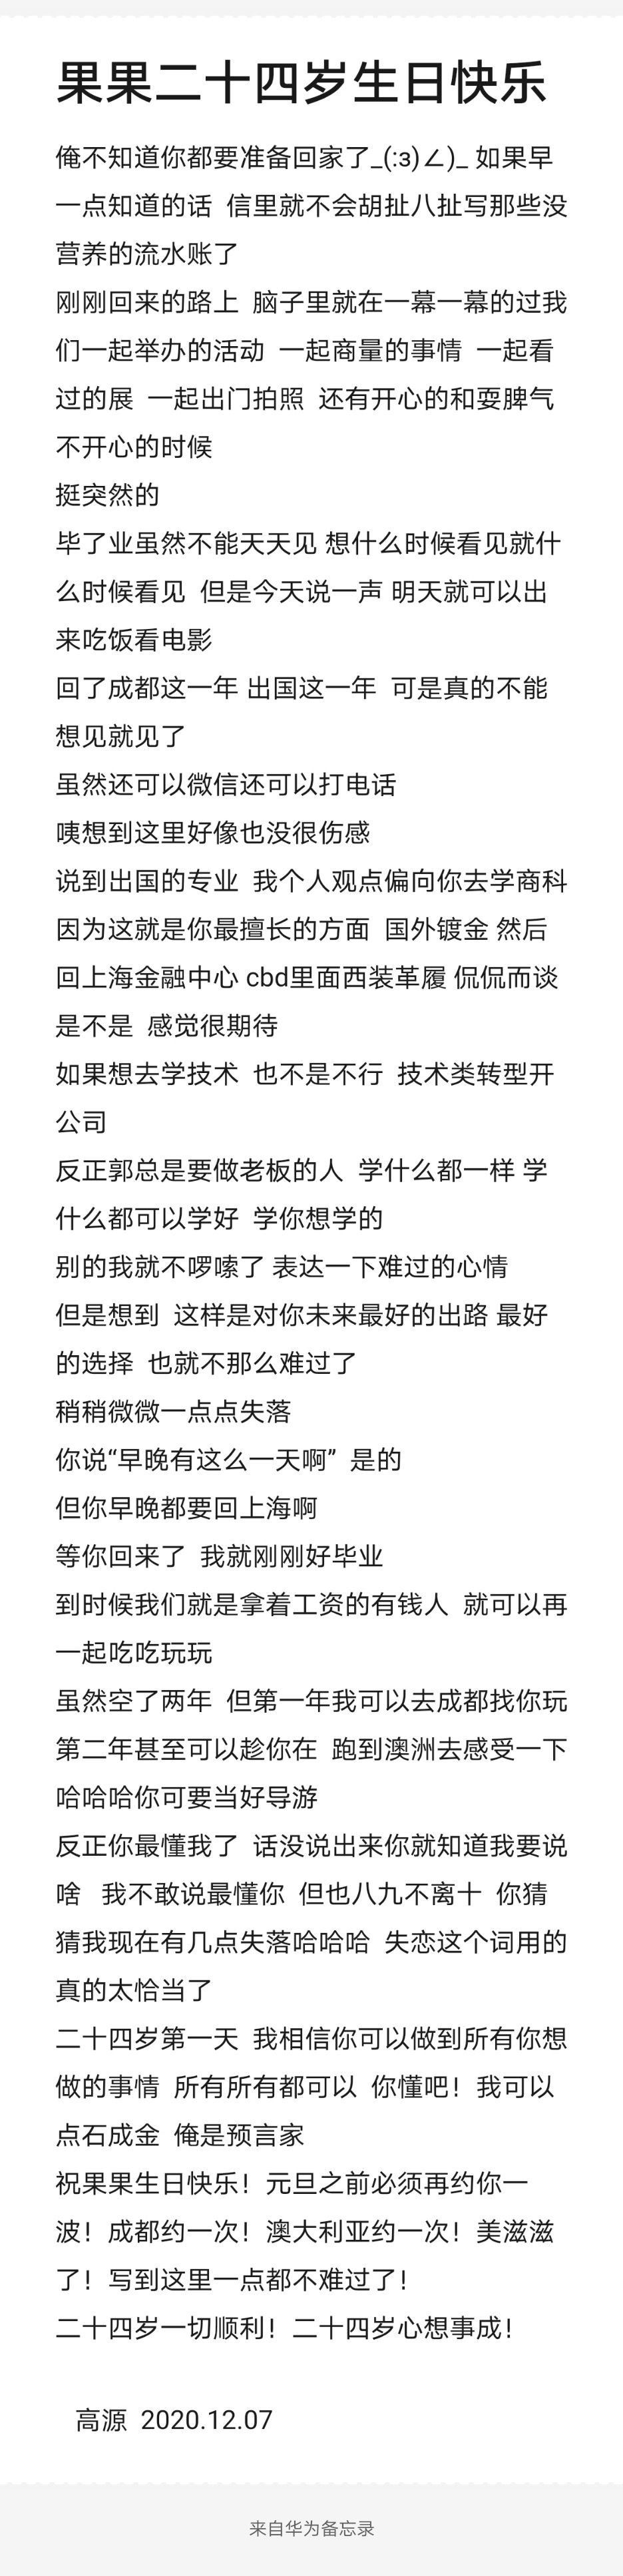 果果二十四岁生日快乐
俺不知道你都要准备回家了_(:з)∠)_ 如果早
一点知道的话  信里就不会胡扯八扯写那些没
营养的流水账了
刚刚回来的路上  脑子里就在一幕一幕的过我
们一起举办的活动  一起商量的事情  一起看
过的展  一起出门拍照  还有开心的和耍脾气
不开心的时候
挺突然的
毕了业虽然不能天天见 想什么时候看见就什
么时候看见  但是今天说一声 明天就可以出
来吃饭看电影
回了成都这一年 出国这一年  可是真的不能
想见就见了
虽然还可以微信还可以打电话
咦想到这里好像也没很伤感
说到出国的专业  我个人观点偏向你去学商科
因为这就是你最擅长的方面  国外镀金 然后
回上海金融中心 cbd里面西装革履 侃侃而谈
是不是  感觉很期待
如果想去学技术  也不是不行  技术类转型开
公司
反正郭总是要做老板的人  学什么都一样 学
什么都可以学好  学你想学的
别的我就不啰嗦了 表达一下难过的心情
但是想到  这样是对你未来最好的出路 最好
的选择  也就不那么难过了
稍稍微微一点点失落
你说“早晚有这么一天啊”  是的
但你早晚都要回上海啊
等你回来了  我就刚刚好毕业
到时候我们就是拿着工资的有钱人  就可以再
一起吃吃玩玩
虽然空了两年  但第一年我可以去成都找你玩
第二年甚至可以趁你在  跑到澳洲去感受一下
哈哈哈你可要当好导游
反正你最懂我了  话没说出来你就知道我要说
啥   我不敢说最懂你  但也八九不离十  你猜
猜我现在有几点失落哈哈哈  失恋这个词用的
真的太恰当了
二十四岁第一天  我相信你可以做到所有你想
做的事情  所有所有都可以  你懂吧！我可以
点石成金  俺是预言家
祝果果生日快乐！元旦之前必须再约你一
波！成都约一次！澳大利亚约一次！美滋滋
了！写到这里一点都不难过了！
二十四岁一切顺利！二十四岁心想事成！
高源  2020.12.07
来自华为备忘录